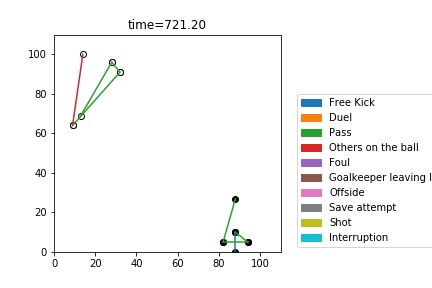 time=721.20
100
80
60
40
20
0
0 20 40 60 80 100
Free Kick
Duel
Pass
Others on the ball
Foul
Goalkeeper leaving l
Offside
Save attempt
Shot
Interruption